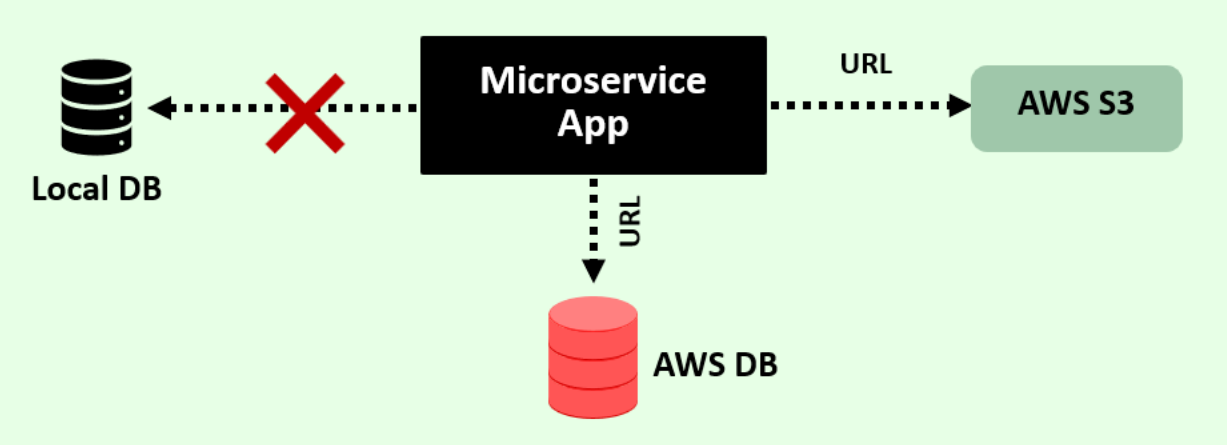 Microservice
App
URL
AWS S3
Local DB
URL
AWS DB